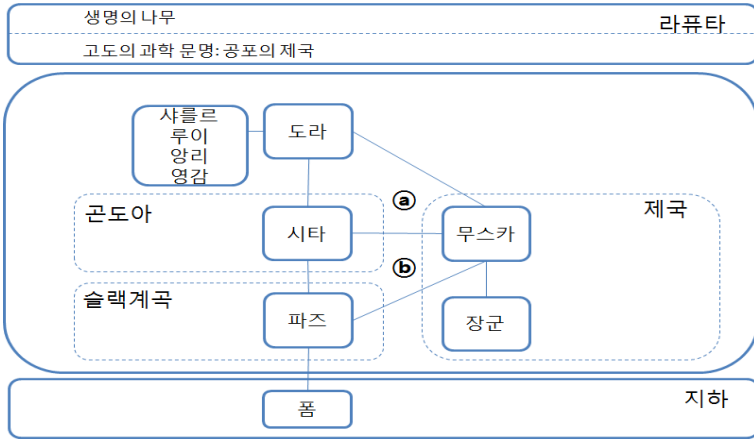 생명의 나무
라퓨타
고도의 과학 문명: 공포의 제국
샤를르
루이
앙리
영감
도라
곤도아
시타
ⓐ
무스카
제국
슬랙계곡
파즈
ⓑ
장군
폼
지하